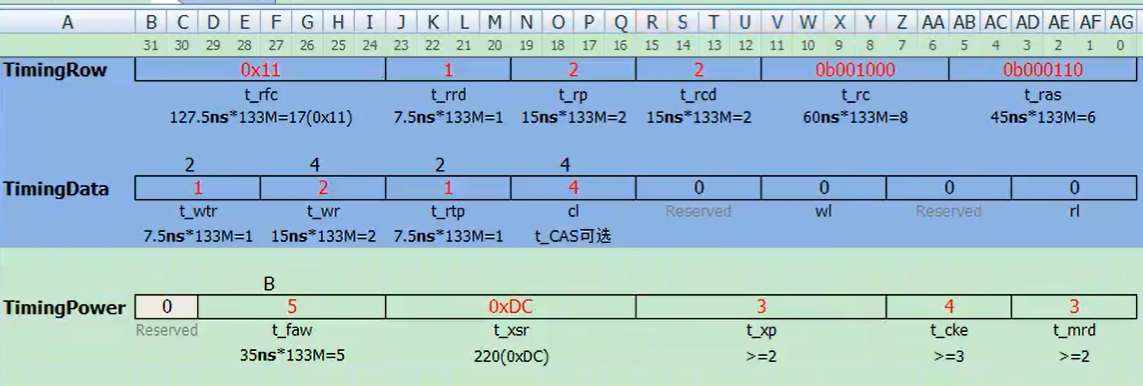 A B C D E F G H I J K L M N O P Q R S T U V W X Y Z AA AB AC AD AE AF AG
31 30 29 28 27 26 25 24 23 22 21 20 19 18 17 16 15 14 13 12 11 10 9 8 7 6 5 4 3 2 1 0
TimingRow 0x11 1 2 2 0b001000 0b000110
t_rfc t_rrd t_rp t_rcd t_rc t_ras
127.5ns*133M=17(0x11) 7.5ns*133M=1 15ns*133M=2 15ns*133M=2 60ns*133M=8 45ns*133M=6
2 4 2 4
TimingData 1 2 1 4 0 0 0 0
t_wtr t_wr t_rtp cl Reserved wl Reserved rl
7.5ns*133M=1 15ns*133M=2 7.5ns*133M=1 t_CAS可选
B
TimingPower 0 5 0xDC 3 4 3
Reserved t_faw t_xsr t_xp t_cke t_mrd
35ns*133M=5 220(0xDC) >=2 >=3 >=2